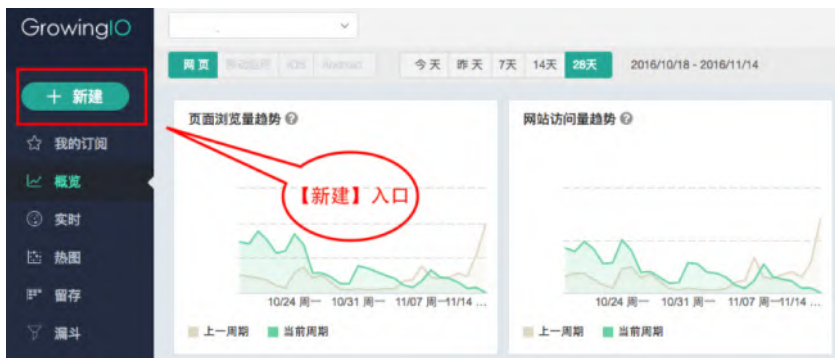 GrowingIO
网页 iOS Android 今天 昨天 7天 14天 28天 2016/10/18 - 2016/11/14
+ 新建
页面浏览量趋势 ?
网站访问量趋势 ?
我的订阅
概览
【新建】入口
实时
热图
留存
漏斗
10/24 周一 10/31 周一 11/07 周一 11/14 ...
10/24 周一 10/31 周一 11/07 周一 11/14 ...
上一周期 当前周期
上一周期 当前周期